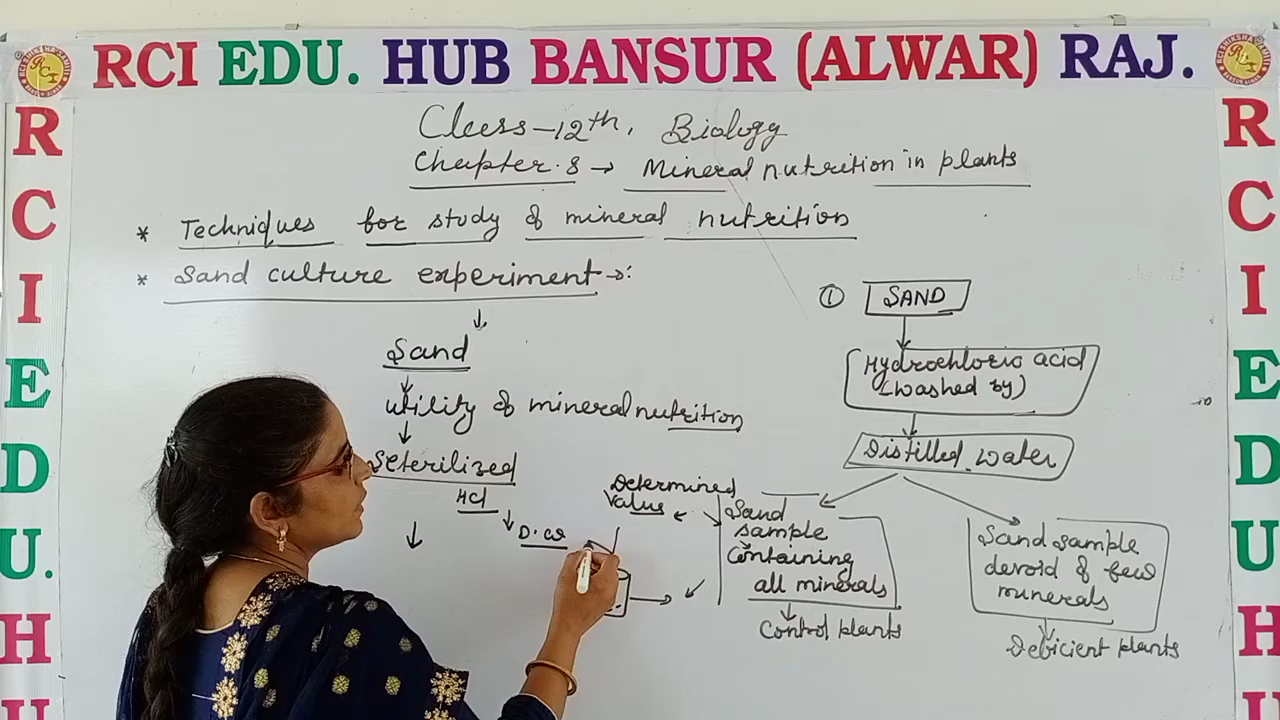 RCI EDU. HUB BANSUR (ALWAR) RAJ.
R
C
I
E
D
U.
H
U
Class-12th. Biology
Chapter.8 → Mineral nutrition in plants
* Techniques for study of mineral nutrition
* Sand culture experiment →:
↓
Sand
↓
utility of mineral nutrition
↓
Seterilized
HCl
↓
D.W
Determined
Value
① SAND
Hydrochloric acid
(washed by)
Distilled water
Sand
sample
Containing
all minerals
Control plants
Sand sample
devoid of few
minerals
Deficient plants
R
C
I
E
D
U
H